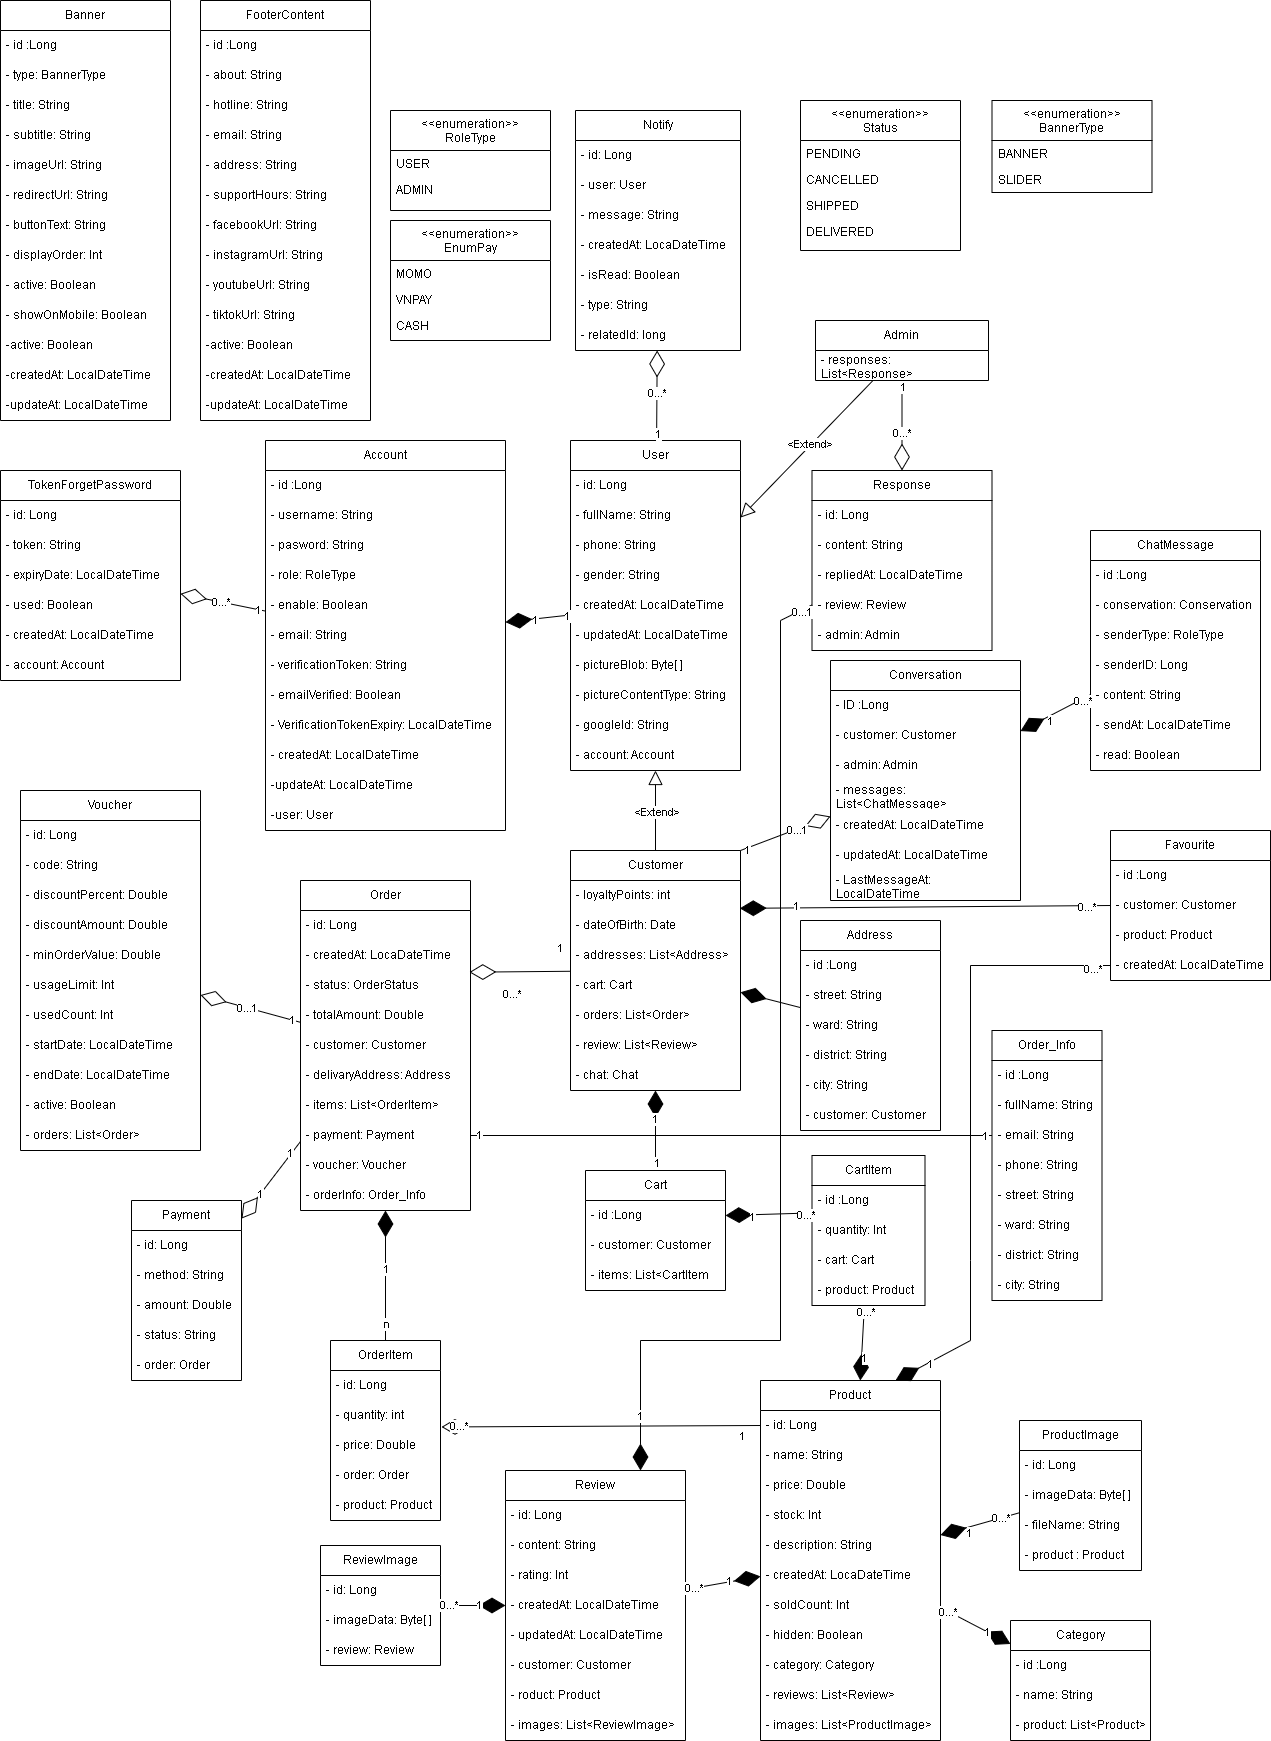 Banner
- id :Long
- type: BannerType
- title: String
- subtitle: String
- imageUrl: String
- redirectUrl: String
- buttonText: String
- displayOrder: Int
- active: Boolean
- showOnMobile: Boolean
-active: Boolean
-createdAt: LocalDateTime
-updateAt: LocalDateTime
FooterContent
- id :Long
- about: String
- hotline: String
- email: String
- address: String
- supportHours: String
- facebookUrl: String
- instagramUrl: String
- youtubeUrl: String
- tiktokUrl: String
-active: Boolean
-createdAt: LocalDateTime
-updateAt: LocalDateTime
<<enumeration>>
RoleType
USER
ADMIN
<<enumeration>>
EnumPay
MOMO
VNPAY
CASH
Notify
- id: Long
- user: User
- message: String
- createdAt: LocaDateTime
- isRead: Boolean
- type: String
- relatedId: long
<<enumeration>>
Status
PENDING
CANCELLED
SHIPPED
DELIVERED
<<enumeration>>
BannerType
BANNER
SLIDER
Admin
- responses:
List<Response>
0...*
1
1
0...*
<Extend>
TokenForgetPassword
- id: Long
- token: String
- expiryDate: LocalDateTime
- used: Boolean
- createdAt: LocalDateTime
- account: Account
0...*
1
Account
- id :Long
- username: String
- pasword: String
- role: RoleType
- enable: Boolean
- email: String
- verificationToken: String
- emailVerified: Boolean
- VerificationTokenExpiry: LocalDateTime
- createdAt: LocalDateTime
-updateAt: LocalDateTime
-user: User
1
1
User
- id: Long
- fullName: String
- phone: String
- gender: String
- createdAt: LocalDateTime
- updatedAt: LocalDateTime
- pictureBlob: Byte[ ]
- pictureContentType: String
- googleId: String
- account: Account
Response
- id: Long
- content: String
- repliedAt: LocalDateTime
- review: Review
- admin: Admin
0...1
ChatMessage
- id :Long
- conservation: Conservation
- senderType: RoleType
- senderID: Long
- content: String
- sendAt: LocalDateTime
- read: Boolean
Conversation
- ID :Long
- customer: Customer
- admin: Admin
- messages:
List<ChatMessage>
- createdAt: LocalDateTime
- updatedAt: LocalDateTime
- LastMessageAt:
LocalDateTime
1
0...*
<Extend>
1
0...1
Voucher
- id: Long
- code: String
- discountPercent: Double
- discountAmount: Double
- minOrderValue: Double
- usageLimit: Int
- usedCount: Int
- startDate: LocalDateTime
- endDate: LocalDateTime
- active: Boolean
- orders: List<Order>
0...1
1
Order
- id: Long
- createdAt: LocaDateTime
- status: OrderStatus
- totalAmount: Double
- customer: Customer
- delivaryAddress: Address
- items: List<OrderItem>
- payment: Payment
- voucher: Voucher
- orderInfo: Order_Info
1
0...*
Customer
- loyaltyPoints: int
- dateOfBirth: Date
- addresses: List<Address>
- cart: Cart
- orders: List<Order>
- review: List<Review>
- chat: Chat
1
0...*
Favourite
- id :Long
- customer: Customer
- product: Product
- createdAt: LocalDateTime
0...*
Address
- id :Long
- street: String
- ward: String
- district: String
- city: String
- customer: Customer
Order_Info
- id :Long
- fullName: String
- email: String
- phone: String
- street: String
- ward: String
- district: String
- city: String
1
1
1
1
Payment
- id: Long
- method: String
- amount: Double
- status: String
- order: Order
1
1
Cart
- id :Long
- customer: Customer
- items: List<CartItem
1
0...*
CartItem
- id :Long
- quantity: Int
- cart: Cart
- product: Product
0...*
1
1
1
n
OrderItem
- id: Long
- quantity: int
- price: Double
- order: Order
- product: Product
0...*
1
1
Product
- id: Long
- name: String
- price: Double
- stock: Int
- description: String
- createdAt: LocaDateTime
- soldCount: Int
- hidden: Boolean
- category: Category
- reviews: List<Review>
- images: List<ProductImage>
ProductImage
- id: Long
- imageData: Byte[ ]
- fileName: String
- product : Product
1
0...*
Review
- id: Long
- content: String
- rating: Int
- createdAt: LocalDateTime
- updatedAt: LocalDateTime
- customer: Customer
- roduct: Product
- images: List<ReviewImage>
0...*
1
ReviewImage
- id: Long
- imageData: Byte[ ]
- review: Review
0...*
1
0...*
1
Category
- id :Long
- name: String
- product: List<Product>